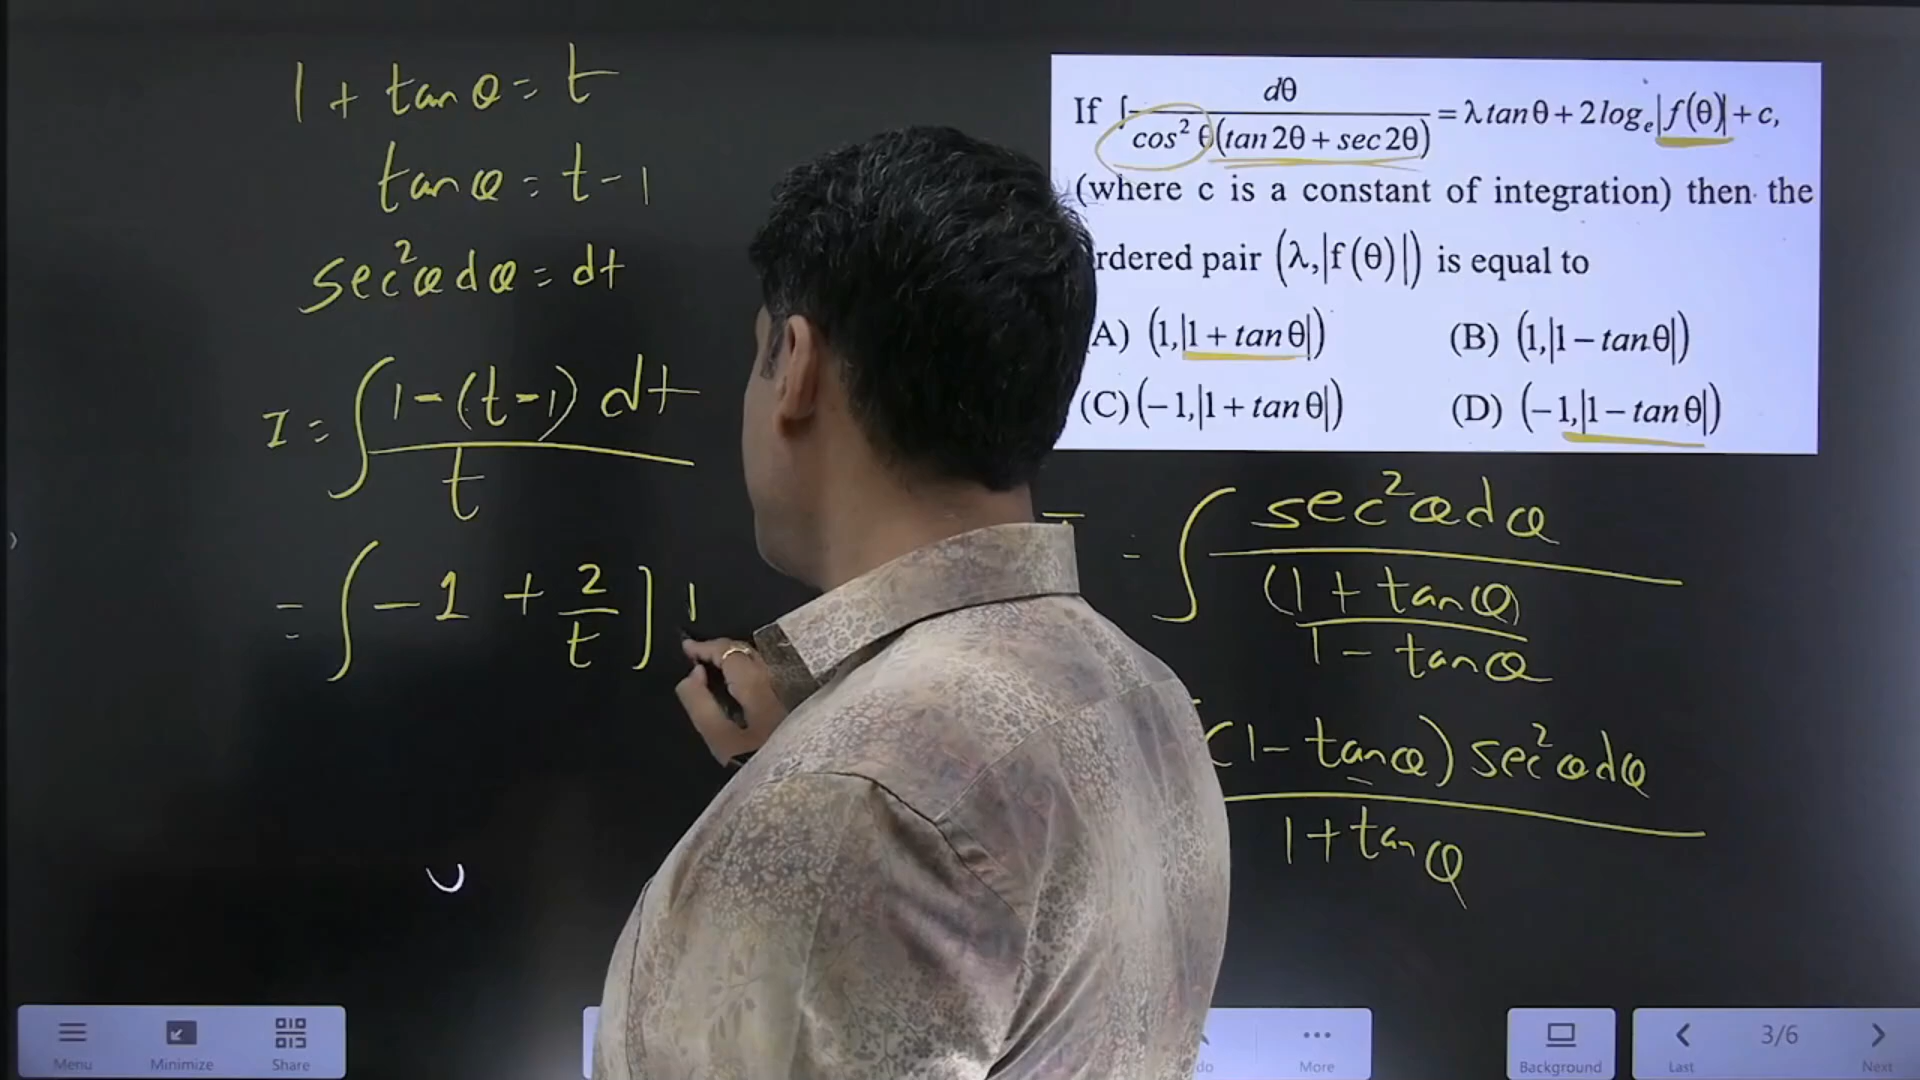 1 + tan θ = t
tan θ = t - 1
sec²θ dθ = dt
I = ∫ 1 - (t - 1) dt / t
= ∫ - 1 + 2/t ]
If ∫ dθ / cos² θ(tan 2θ + sec 2θ) = λ tan θ + 2 logₑ |f(θ)| + c,
(where c is a constant of integration) then the
rdered pair (λ, |f(θ)|) is equal to
A) (1, |1 + tan θ|) (B) (1, |1 - tan θ|)
(C) (-1, |1 + tan θ|) (D) (-1, |1 - tan θ|)
= ∫ sec²θ dθ / (1 + tan θ) / 1 - tan θ
(1 - tan θ) sec²θ dθ / 1 + tan θ
Menu Minimize Share do More Background Last 3/6 Next